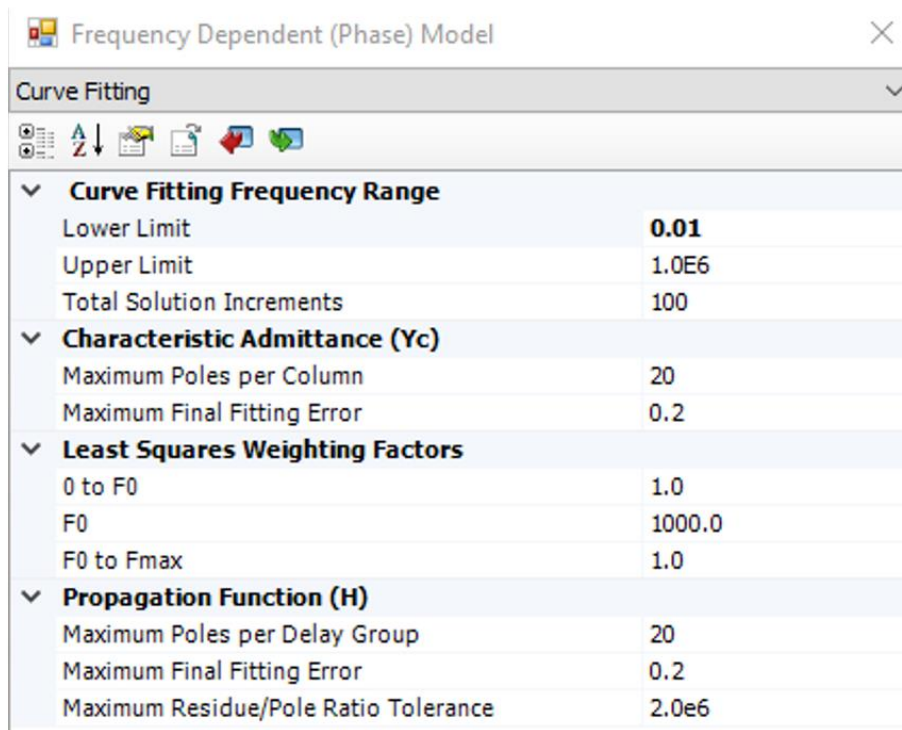 Frequency Dependent (Phase) Model
Curve Fitting
Curve Fitting Frequency Range
Lower Limit 0.01
Upper Limit 1.0E6
Total Solution Increments 100
Characteristic Admittance (Yc)
Maximum Poles per Column 20
Maximum Final Fitting Error 0.2
Least Squares Weighting Factors
0 to F0 1.0
F0 1000.0
F0 to Fmax 1.0
Propagation Function (H)
Maximum Poles per Delay Group 20
Maximum Final Fitting Error 0.2
Maximum Residue/Pole Ratio Tolerance 2.0e6